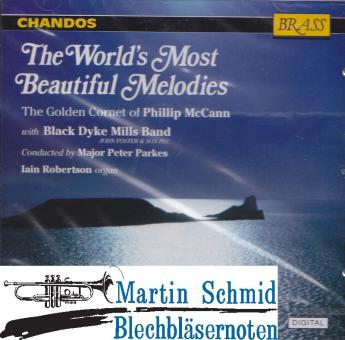 CHANDOS
BRASS
The World's Most
Beautiful Melodies
The Golden Cornet of Phillip McCann
with Black Dyke Mills Band
JOHN FOSTER & SON PLC
Conducted by Major Peter Parkes
Iain Robertson organ
Martin Schmid
Blechbläsernoten
DIGITAL